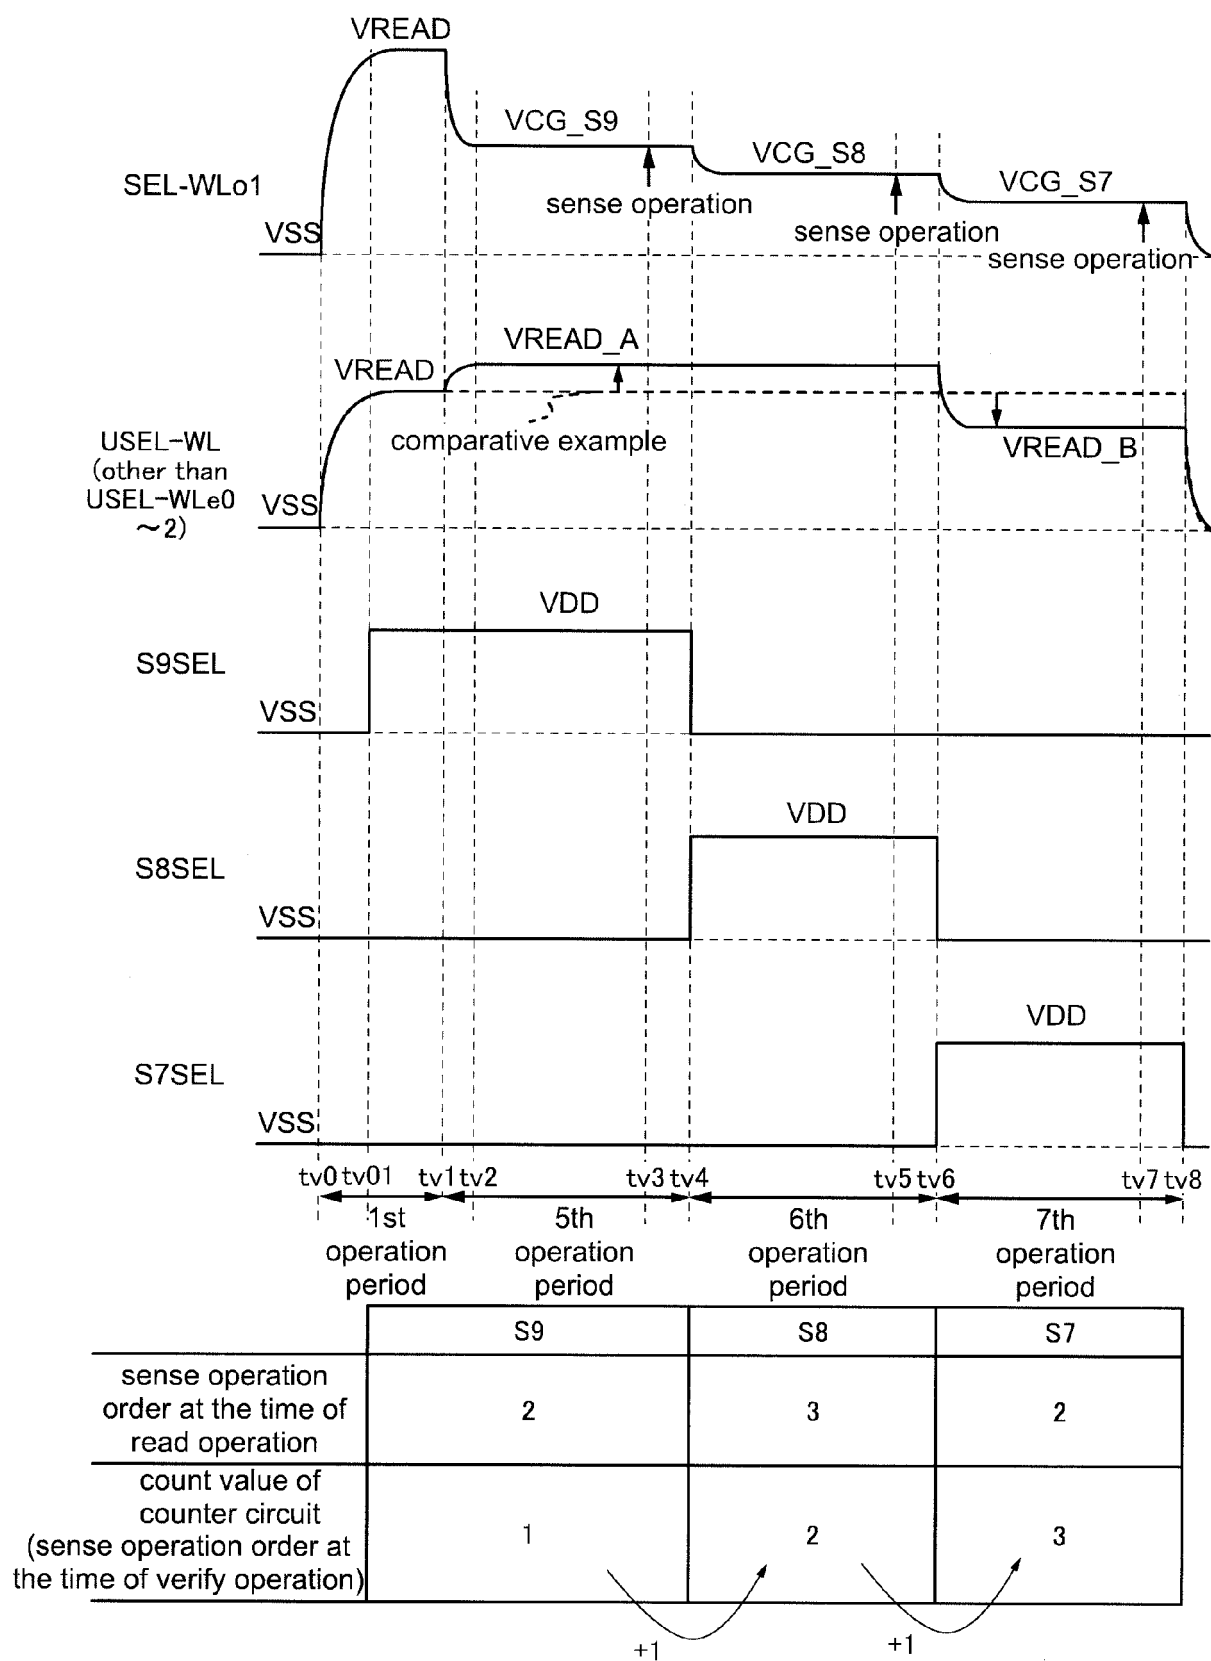 VREAD
VCG_S9
VCG_S8
VCG_S7
SEL-WLo1
sense operation
VSS
sense operation
sense operation
VREAD_A
VREAD
comparative example
VREAD_B
USEL-WL
(other than
USEL-WLe0
~2)
VSS
VDD
S9SEL
VSS
VDD
S8SEL
VSS
VDD
S7SEL
VSS
tv0 tv01 tv1 tv2 tv3 tv4 tv5 tv6 tv7 tv8
1st
operation
period
5th
operation
period
6th
operation
period
7th
operation
period
S9 S8 S7
sense operation
order at the time of
read operation
2 3 2
count value of
counter circuit
(sense operation order at
the time of verify operation)
1 2 3
+1 +1